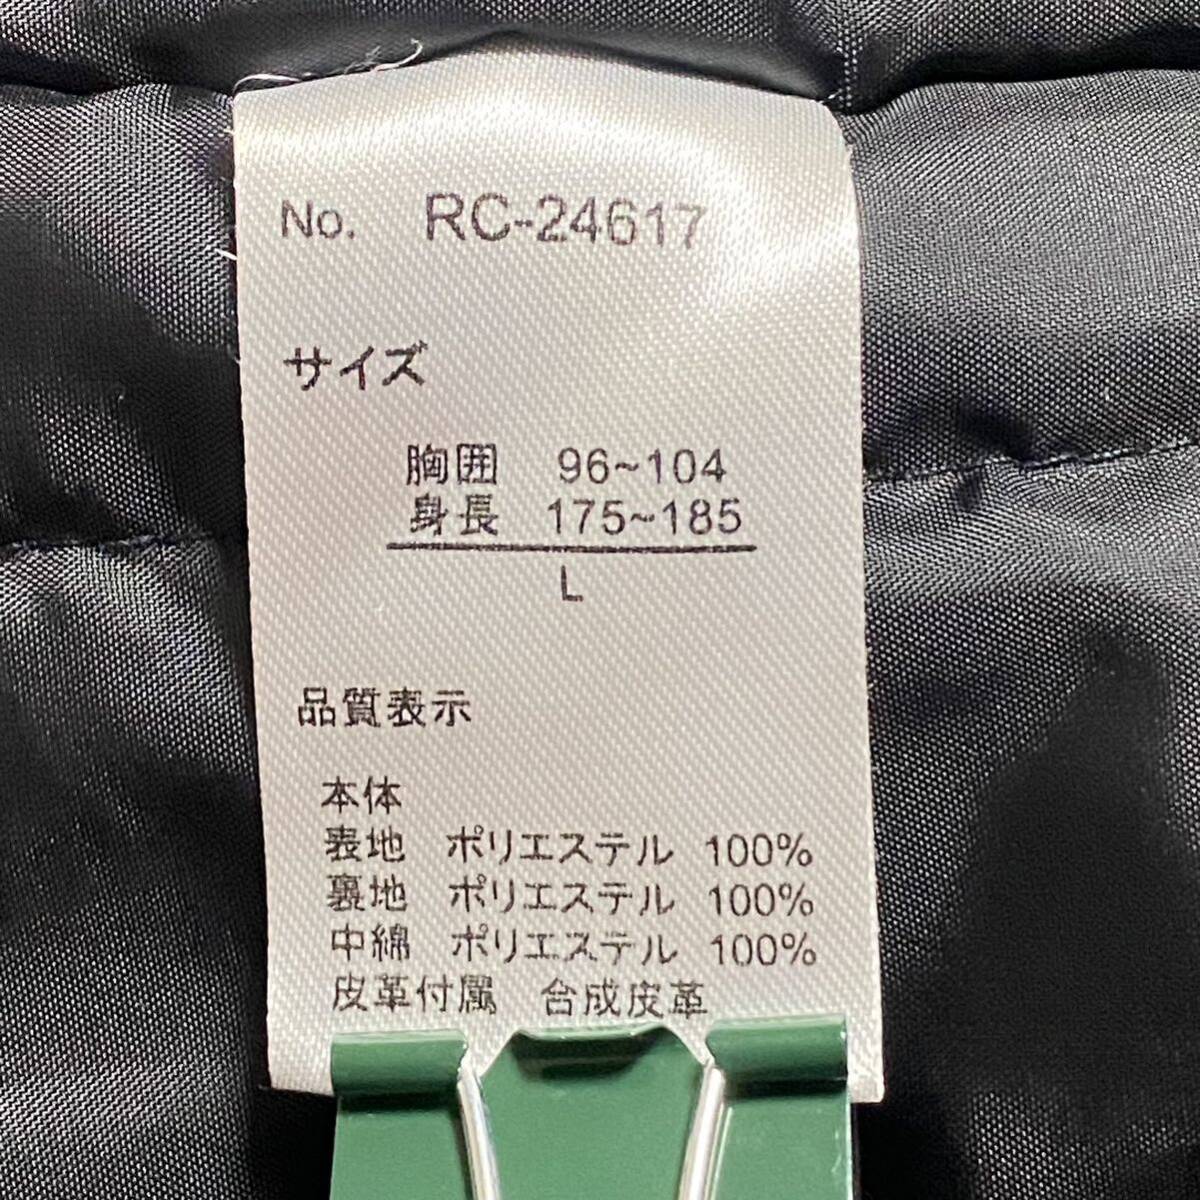 No. RC-24617
サイズ
胸囲 96~104
身長 175~185
L
品質表示
本体
表地 ポリエステル 100%
裏地 ポリエステル 100%
中綿 ポリエステル 100%
皮革付属 合成皮革